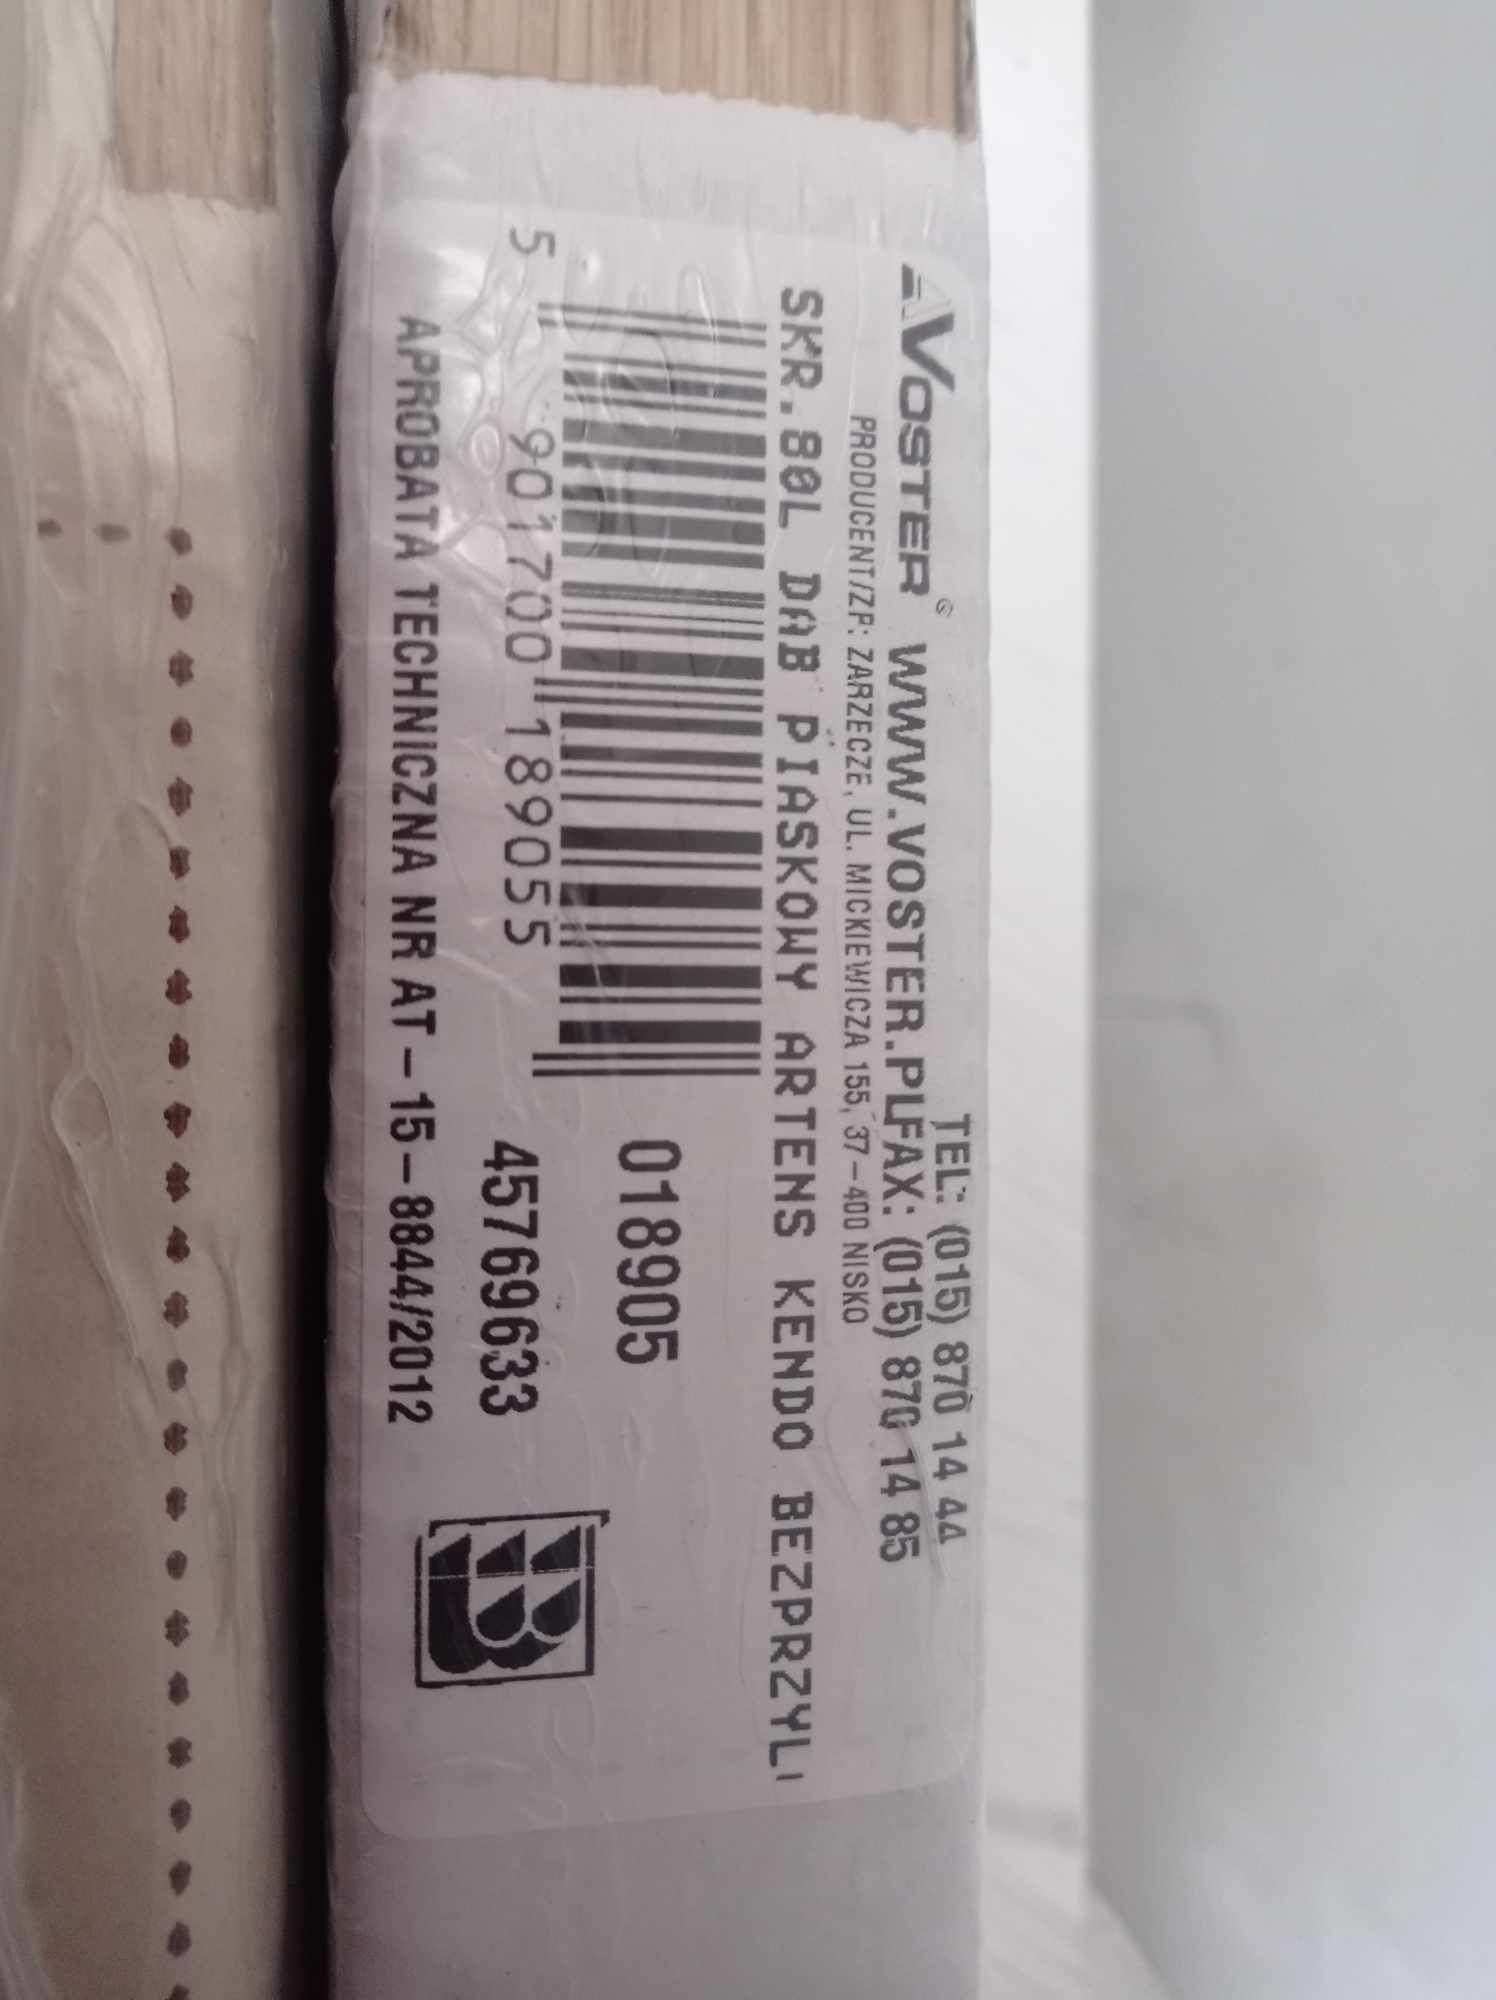 VOSTER® WWW.VOSTER.PL
TEL: (015) 870 14 44
FAX: (015) 870 14 85
PRODUCENT/ZP: ZARZECZE, UL. MICKIEWICZA 155, 37-400 NISKO
SKR.80L DAB PIASKOWY ARTENS KENDO BEZPRZYL
018905
5 901700 189055
45769633
APROBATA TECHNICZNA NR AT-15-8844/2012
B